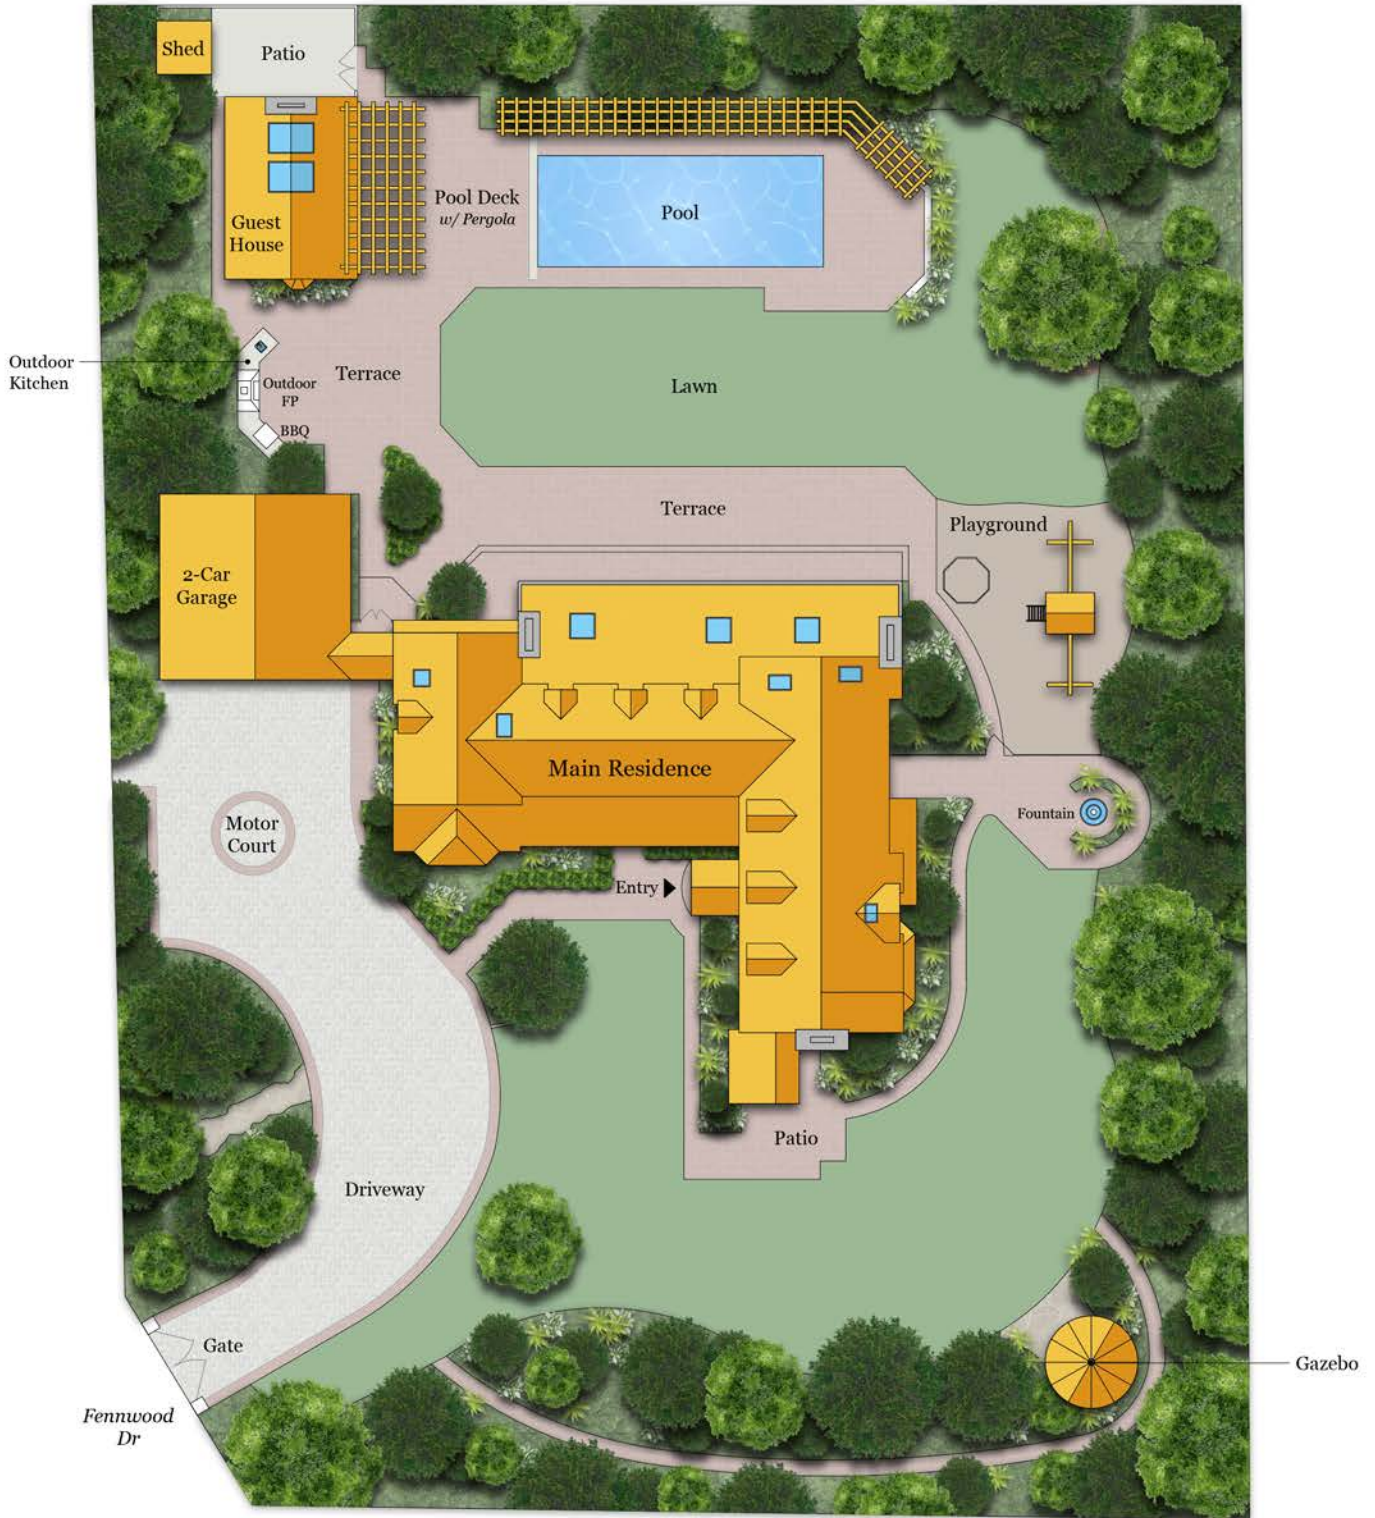 Shed
Patio
Pool Deck
w/ Pergola
Pool
Guest
House
Outdoor
Kitchen
Terrace
Outdoor
FP
BBQ
Lawn
Terrace
Playground
2-Car
Garage
Main Residence
Motor
Court
Fountain
Entry
Patio
Driveway
Gate
Gazebo
Fennwood
Dr